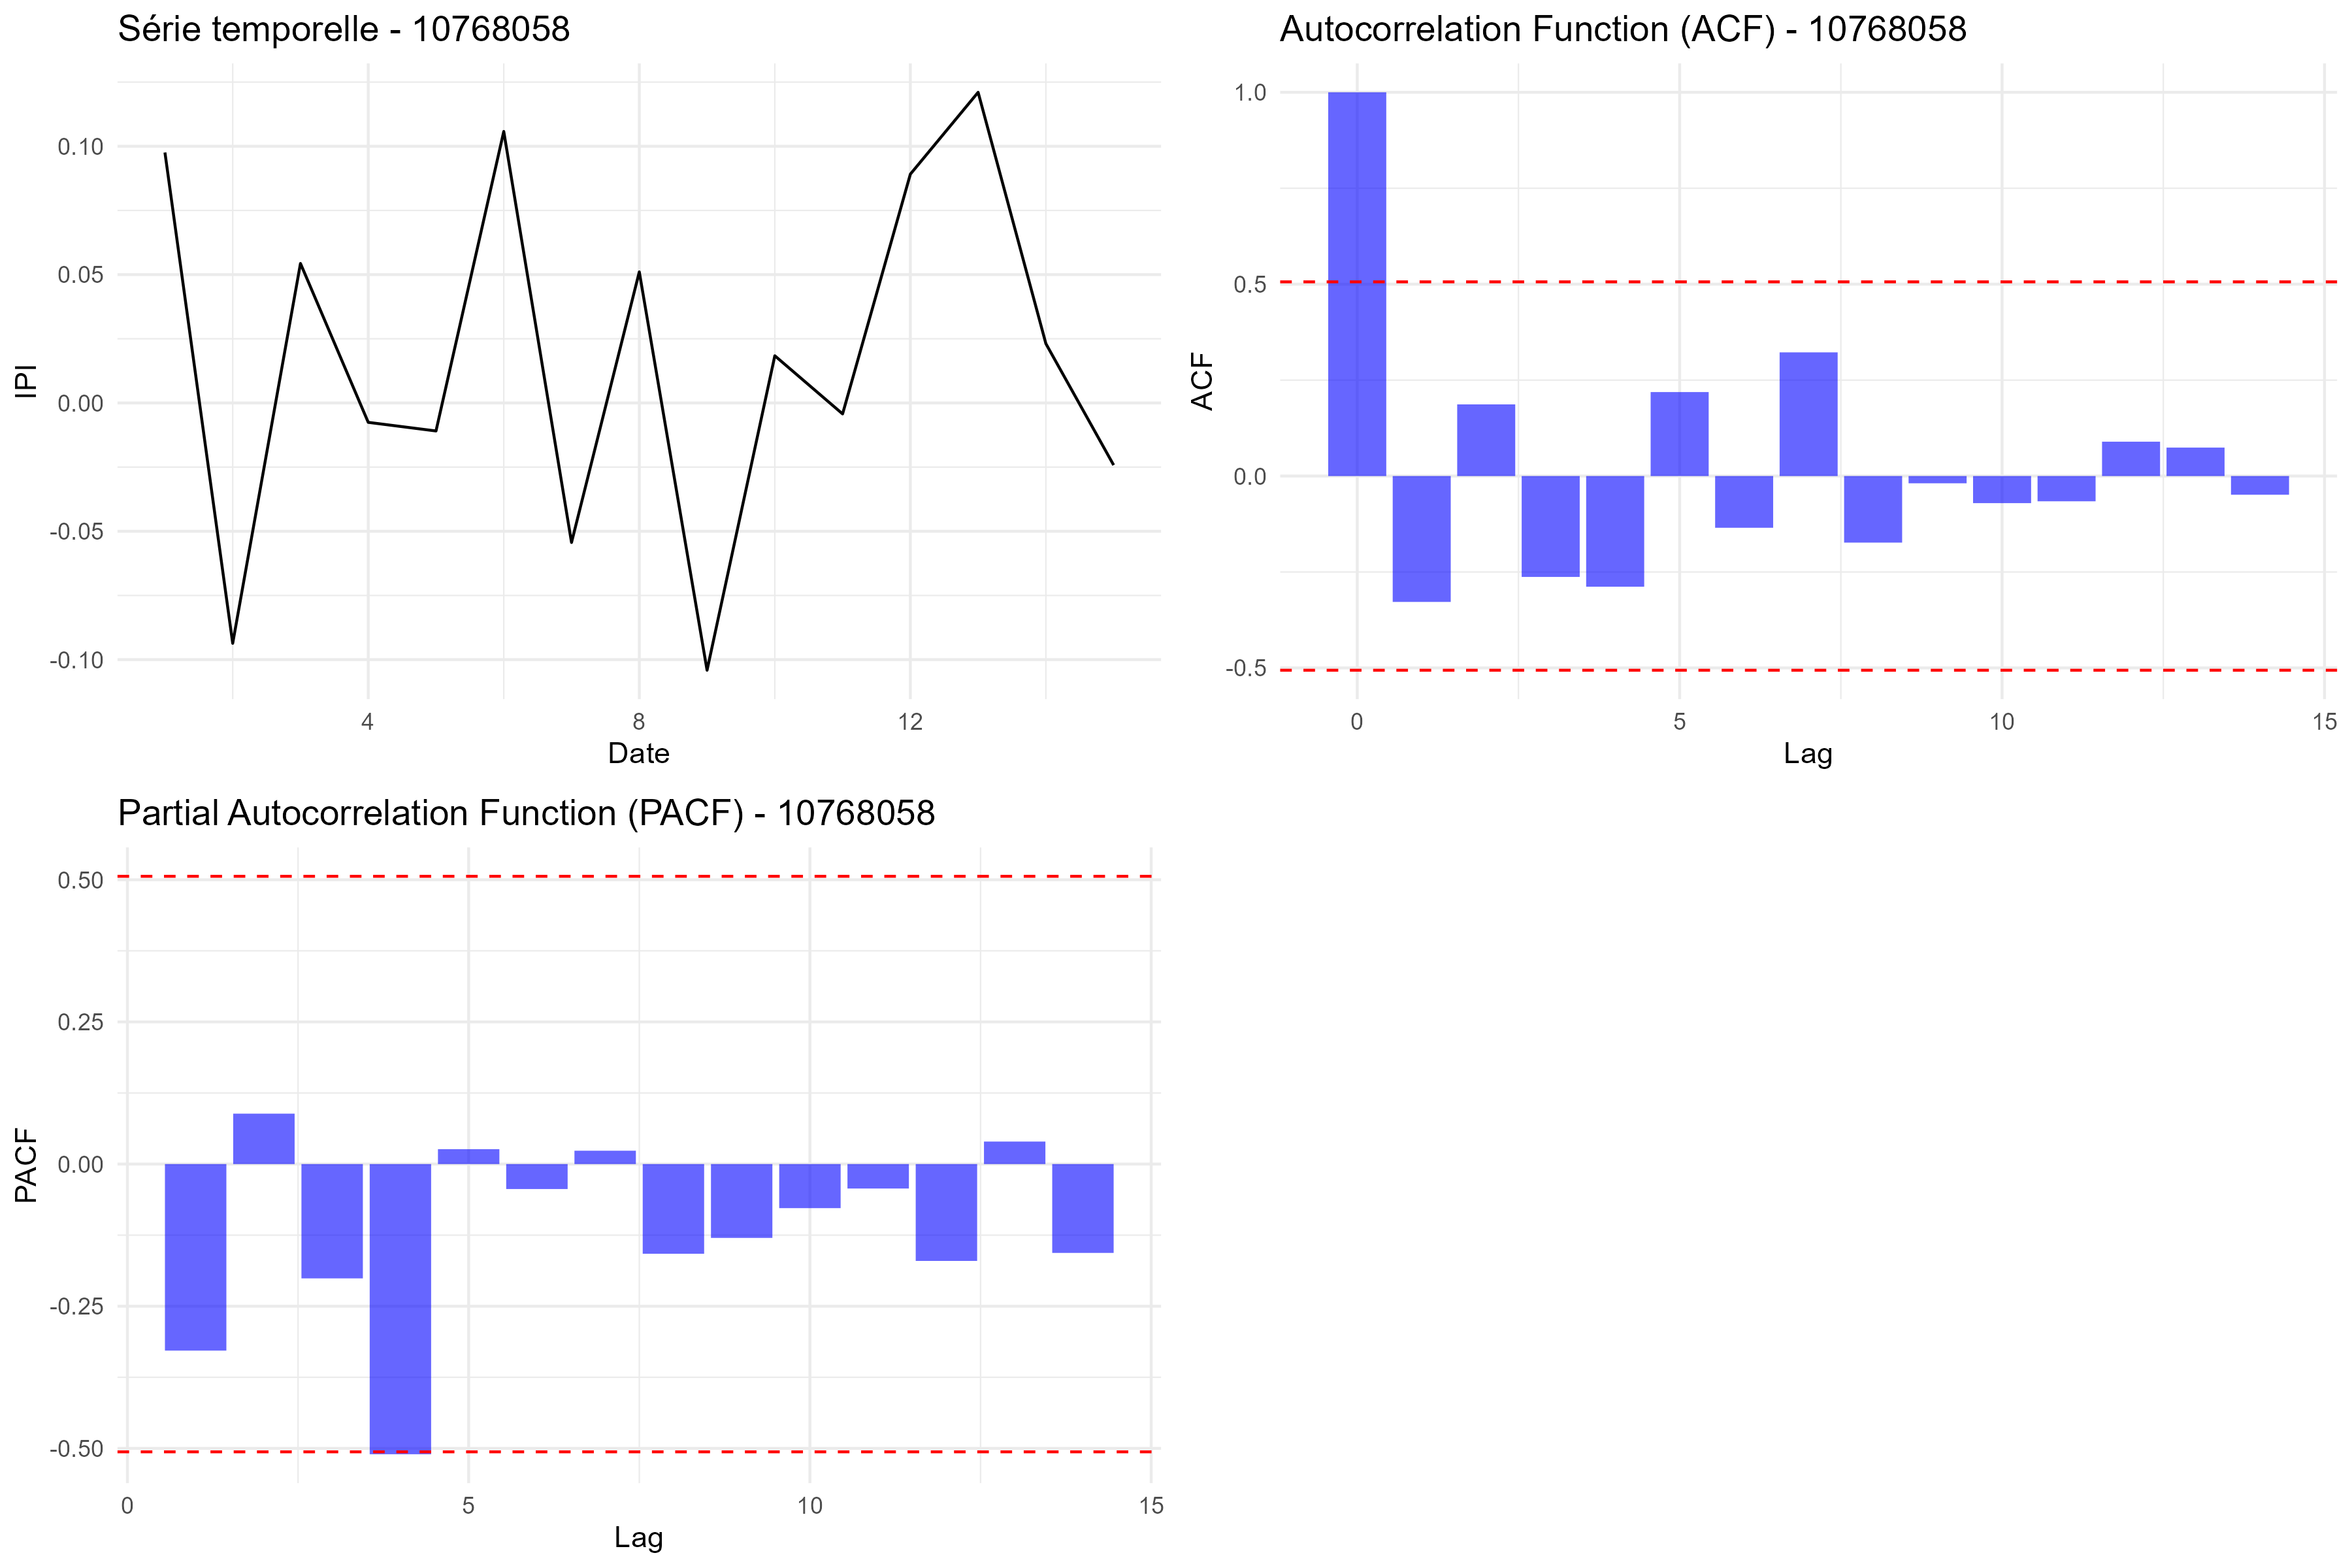 Série temporelle - 10768058
0.10
0.05
0.00
-0.05
-0.10
IPI
4 8 12
Date
Autocorrelation Function (ACF) - 10768058
1.0
0.5
0.0
-0.5
ACF
0 5 10 15
Lag
Partial Autocorrelation Function (PACF) - 10768058
0.50
0.25
0.00
-0.25
-0.50
PACF
0 5 10 15
Lag